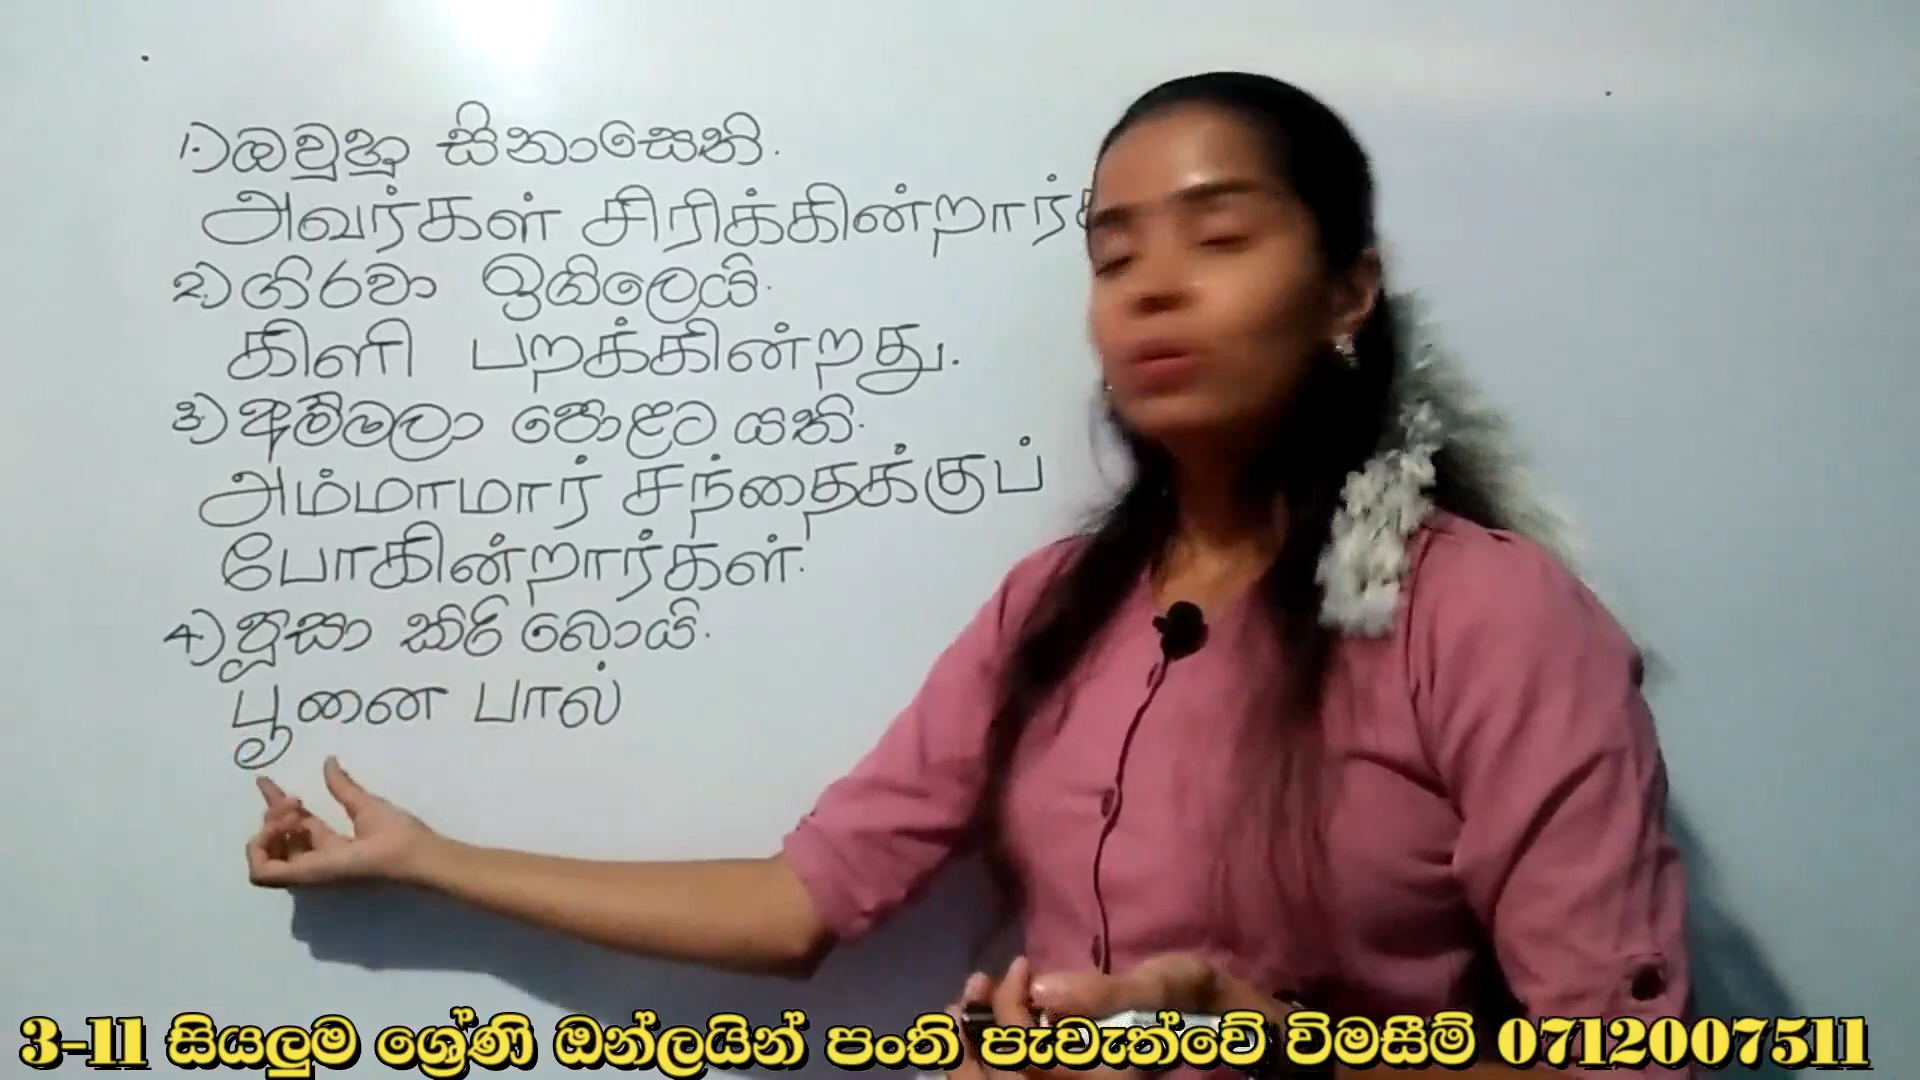 1.) ඔවුහු සිනාසෙති.
அவர்கள்
2) ගිරවා ඉගිලෙයි.
கிளி பறக்கின்றது.
3) අම්මලා පොළට යති.
அம்மாமார் சந்தைக்குப்
போகின்றார்கள்.
4) පූසා කිරි බොයි.
பூனை பால்
3-11 සියලුම ශ්‍රේණි ඔන්ලයින් පංති පැවැත්වේ විමසීම් 0712007511